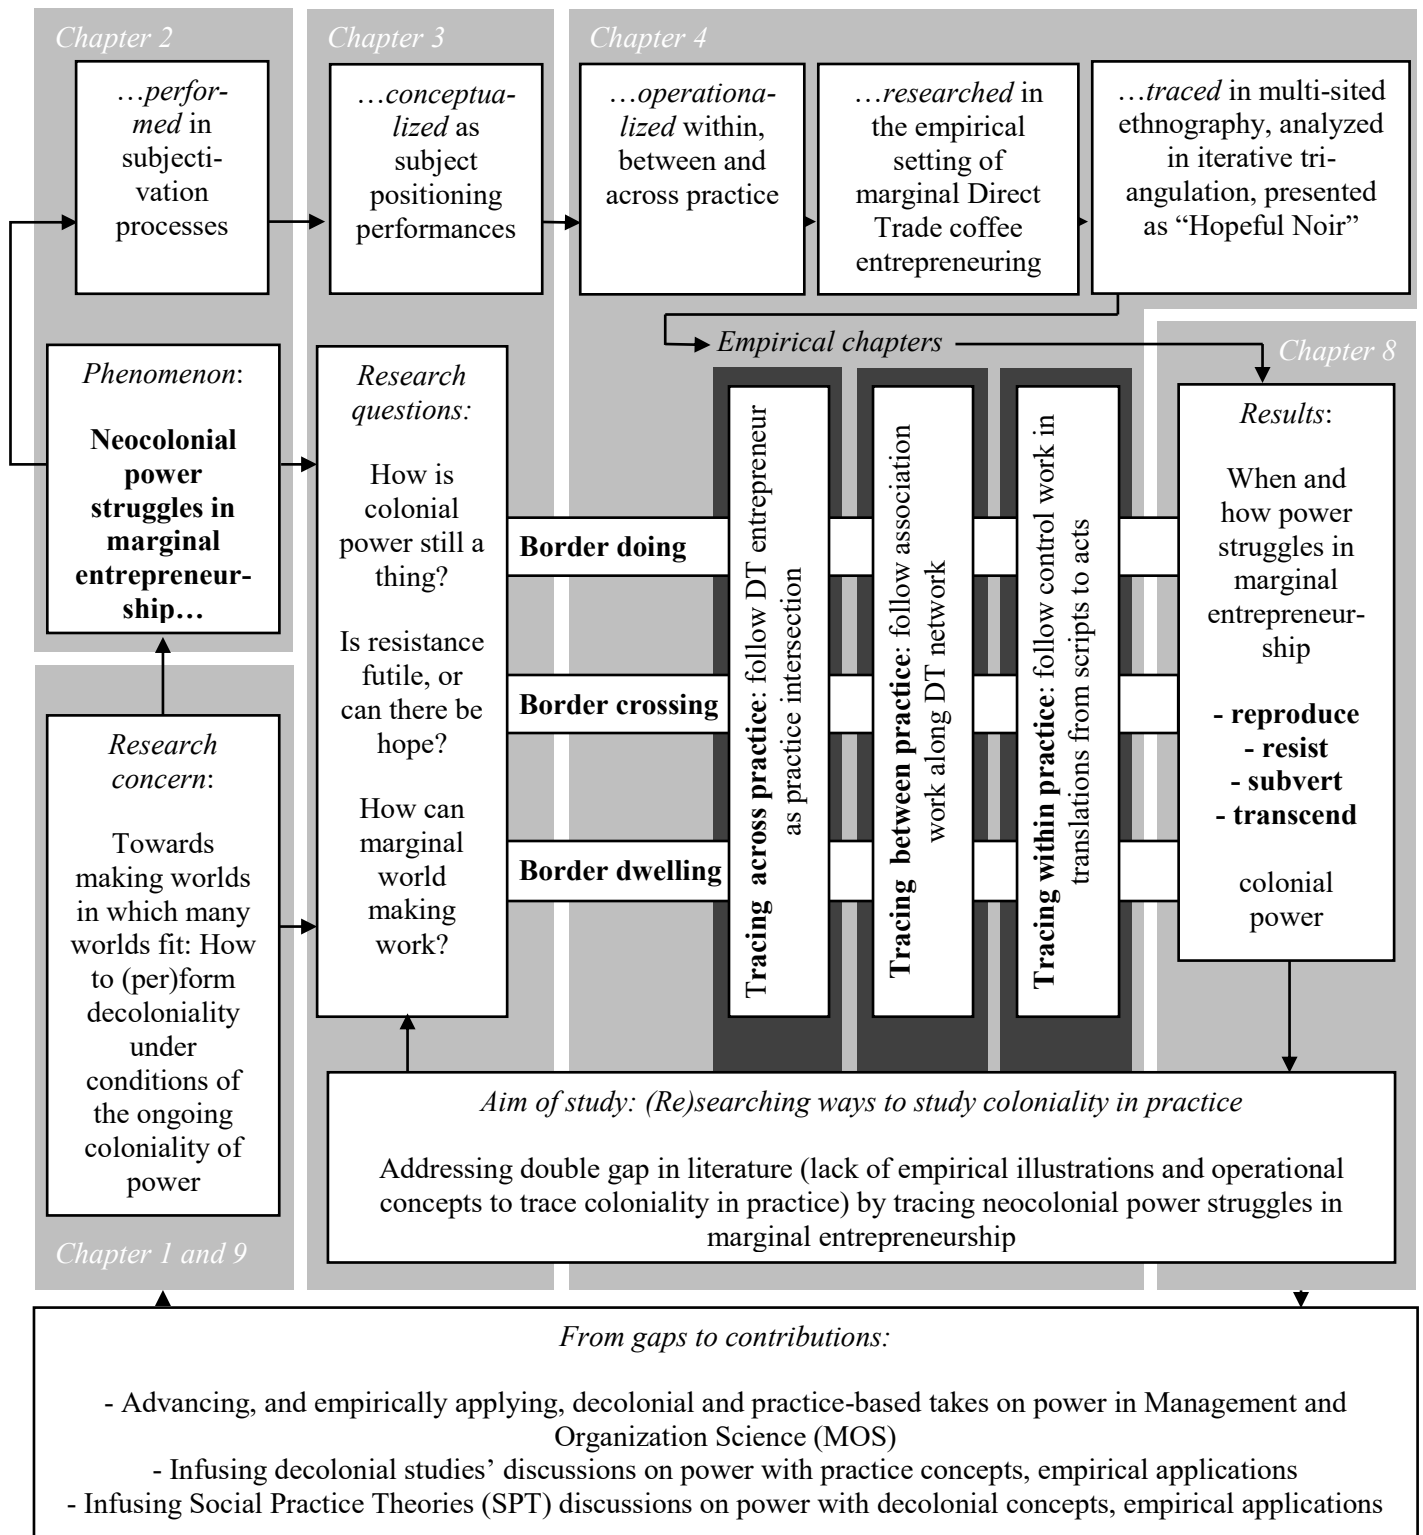 Chapter 2
…perfor-
med in
subjecti-
vation
processes
Chapter 3
…conceptua-
lized as
subject
positioning
performances
Chapter 4
…operationa-
lized within,
between and
across practice
…researched in
the empirical
setting of
marginal Direct
Trade coffee
entrepreneuring
…traced in multi-sited
ethnography, analyzed
in iterative tri-
angulation, presented
as “Hopeful Noir”
Phenomenon:
Neocolonial
power
struggles in
marginal
entrepreneur-
ship…
Research
questions:
How is
colonial
power still a
thing?
Is resistance
futile, or
can there be
hope?
How can
marginal
world
making
work?
Empirical chapters
Border doing
Border crossing
Border dwelling
Tracing across practice: follow DT entrepreneur
as practice intersection
Tracing between practice: follow association
work along DT network
Tracing within practice: follow control work in
translations from scripts to acts
Chapter 8
Results:
When and
how power
struggles in
marginal
entrepreneur-
ship
- reproduce
- resist
- subvert
- transcend
colonial
power
Research
concern:
Towards
making worlds
in which many
worlds fit: How
to (per)form
decoloniality
under
conditions of
the ongoing
coloniality of
power
Chapter 1 and 9
Aim of study: (Re)searching ways to study coloniality in practice
Addressing double gap in literature (lack of empirical illustrations and operational
concepts to trace coloniality in practice) by tracing neocolonial power struggles in
marginal entrepreneurship
From gaps to contributions:
- Advancing, and empirically applying, decolonial and practice-based takes on power in Management and
Organization Science (MOS)
- Infusing decolonial studies’ discussions on power with practice concepts, empirical applications
- Infusing Social Practice Theories (SPT) discussions on power with decolonial concepts, empirical applications